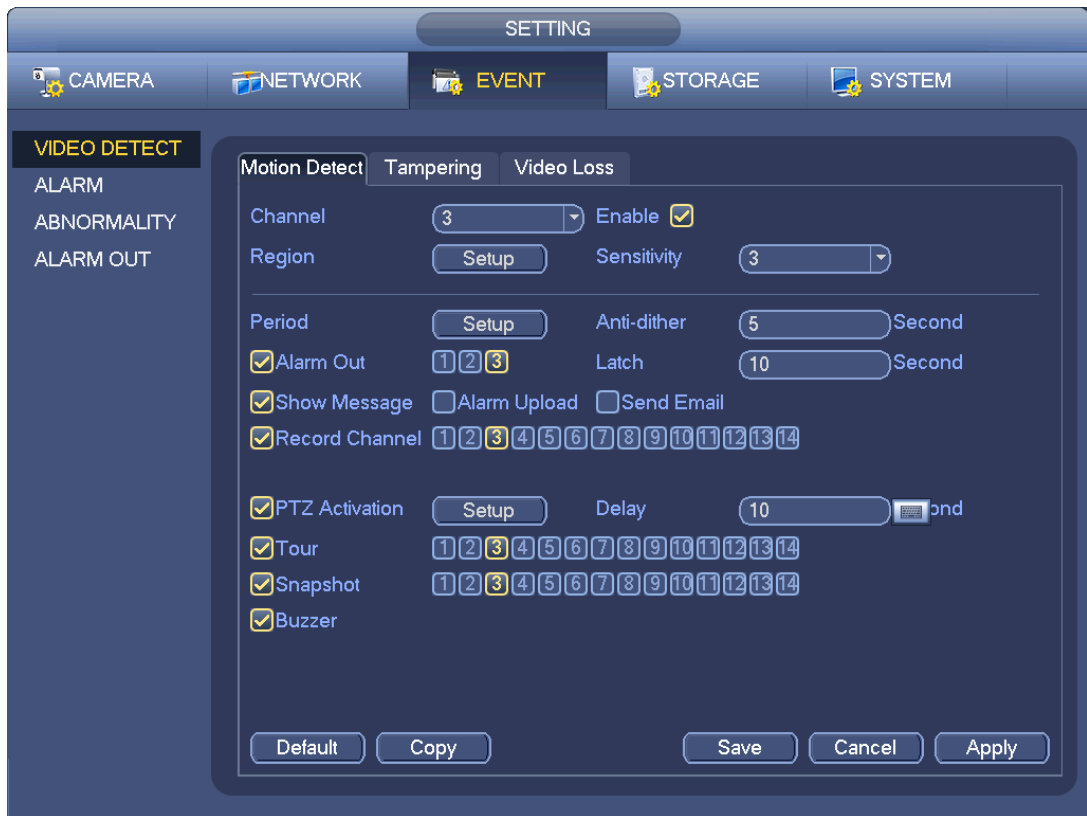 SETTING
CAMERA NETWORK EVENT STORAGE SYSTEM
VIDEO DETECT
ALARM
ABNORMALITY
ALARM OUT
Motion Detect Tampering Video Loss
Channel 3 Enable
Region Setup Sensitivity 3
Period Setup Anti-dither 5 Second
Alarm Out 1 2 3 Latch 10 Second
Show Message Alarm Upload Send Email
Record Channel 1 2 3 4 5 6 7 8 9 10 11 12 13 14
PTZ Activation Setup Delay 10 ond
Tour 1 2 3 4 5 6 7 8 9 10 11 12 13 14
Snapshot 1 2 3 4 5 6 7 8 9 10 11 12 13 14
Buzzer
Default Copy Save Cancel Apply